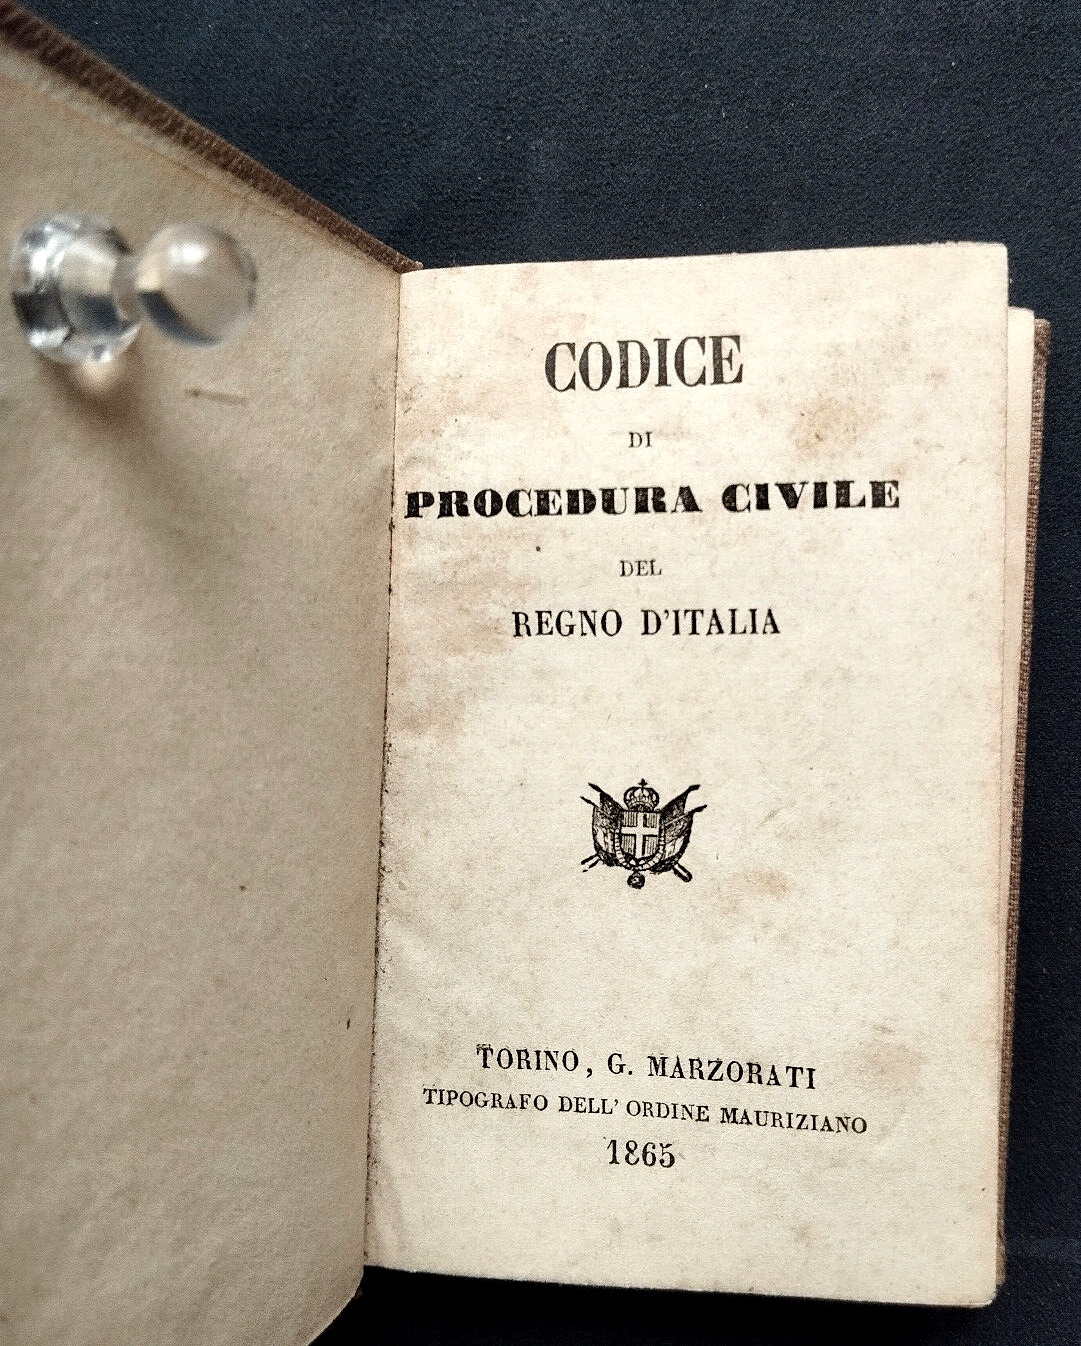 CODICE
DI
PROCEDURA CIVILE
DEL
REGNO D'ITALIA
TORINO, G. MARZORATI
TIPOGRAFO DELL' ORDINE MAURIZIANO
1865